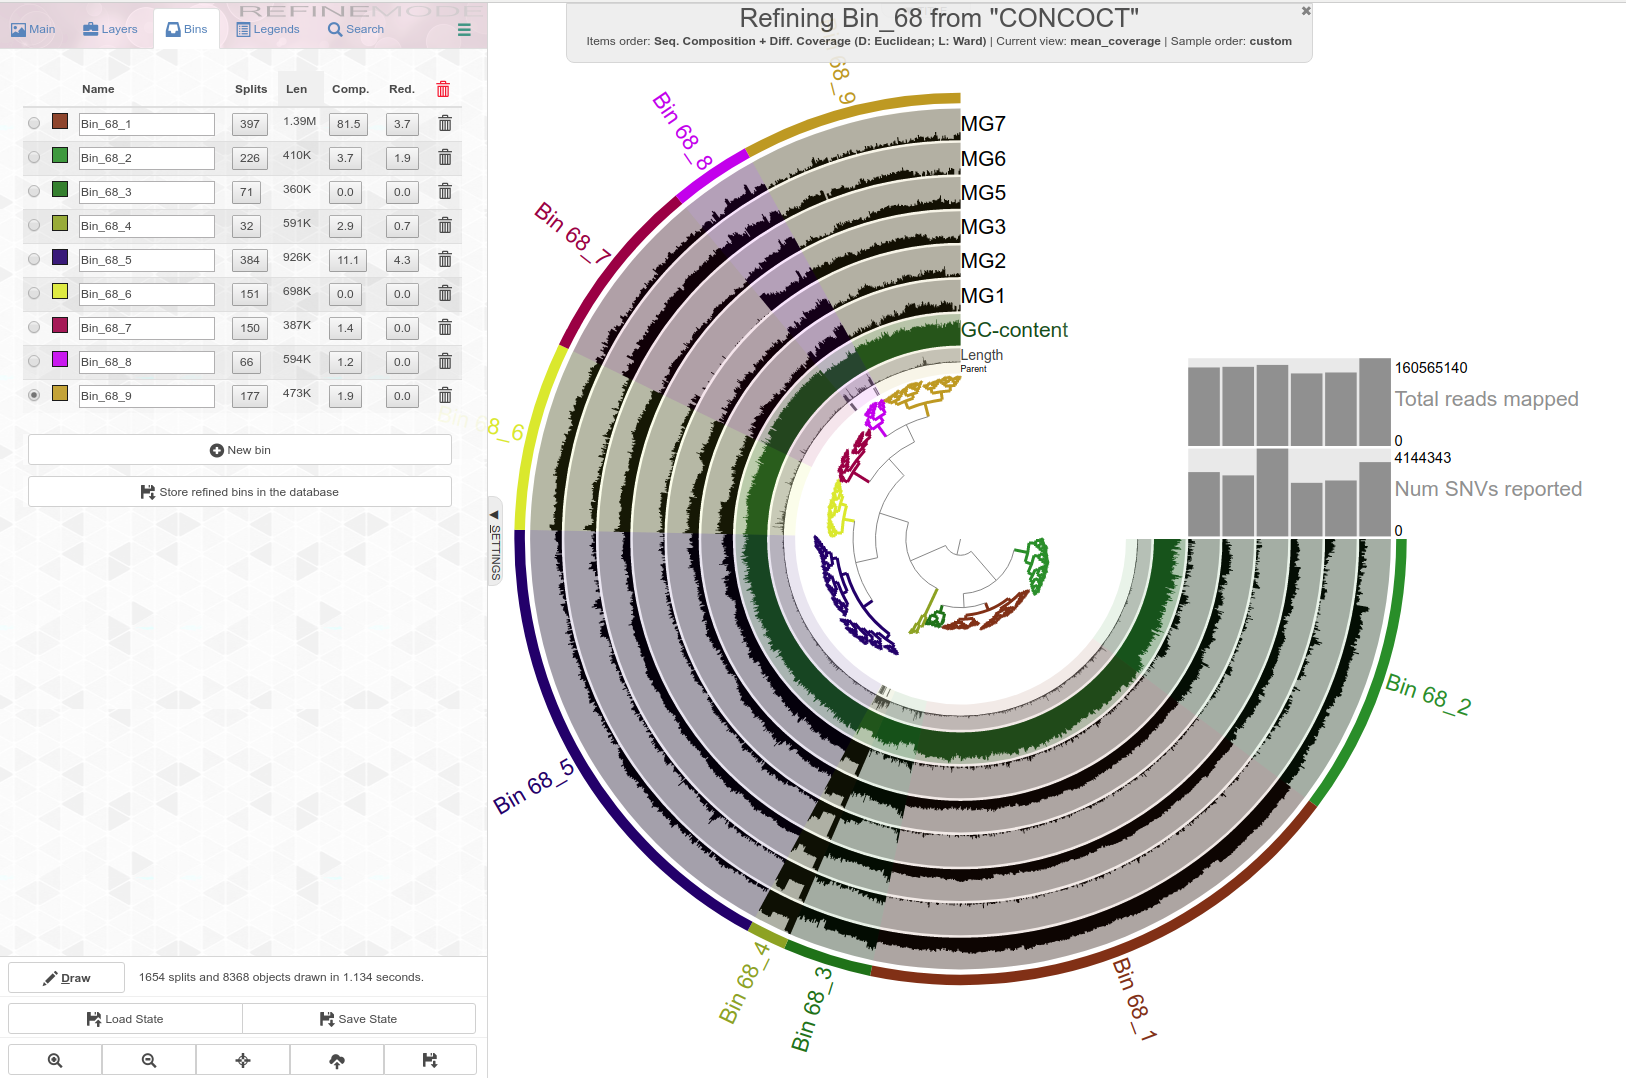 REFINE MODE
Main
Layers
Bins
Legends
Search
Name Splits Len Comp. Red.
Bin_68_1 397 1.39M 81.5 3.7
Bin_68_2 226 410K 3.7 1.9
Bin_68_3 71 360K 0.0 0.0
Bin_68_4 32 591K 2.9 0.7
Bin_68_5 384 926K 11.1 4.3
Bin_68_6 151 698K 0.0 0.0
Bin_68_7 150 387K 1.4 0.0
Bin_68_8 66 594K 1.2 0.0
Bin_68_9 177 473K 1.9 0.0
New bin
Store refined bins in the database
Draw
1654 splits and 8368 objects drawn in 1.134 seconds.
Load State
Save State
SETTINGS
Refining Bin_68 from "CONCOCT"
Items order: Seq. Composition + Diff. Coverage (D: Euclidean; L: Ward) | Current view: mean_coverage | Sample order: custom
68_9
Bin 68_8
Bin 68_7
Bin 68_6
Bin 68_5
Bin 68_4
Bin 68_3
Bin 68_1
Bin 68_2
MG7
MG6
MG5
MG3
MG2
MG1
GC-content
Length
Parent
160565140
Total reads mapped
0
4144343
Num SNVs reported
0